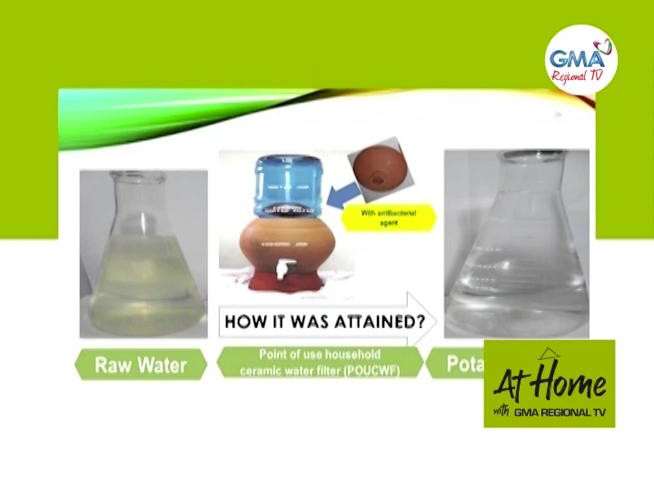 GMA
Regional TV
With antibacterial
agent
HOW IT WAS ATTAINED?
Raw Water
Point of use household
ceramic water filter (POUCWF)
Pota
At Home
with GMA REGIONAL TV